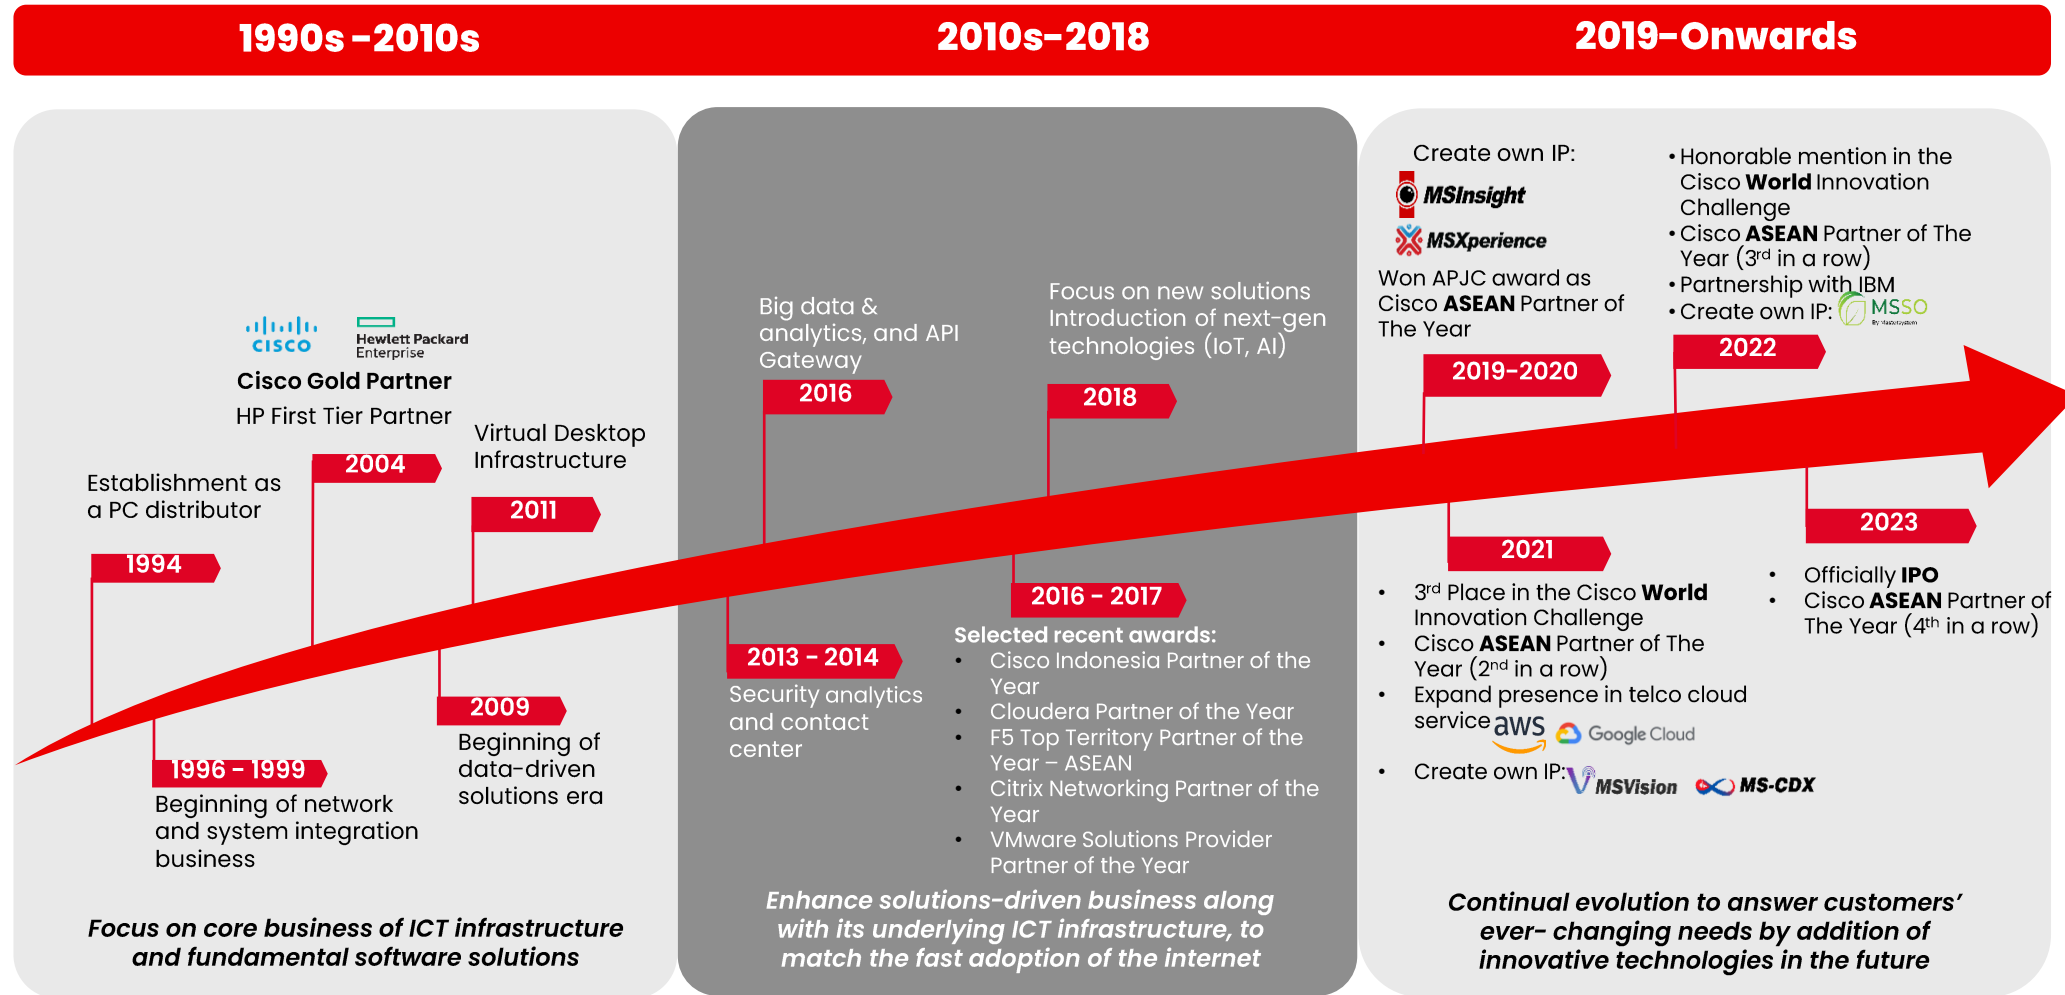 1990s -2010s
2010s-2018
2019-Onwards
CISCO
Hewlett Packard
Enterprise
Cisco Gold Partner
HP First Tier Partner
2004
Establishment as
a PC distributor
1994
Virtual Desktop
Infrastructure
2011
1996 - 1999
Beginning of network
and system integration
business
2009
Beginning of
data-driven
solutions era
Focus on core business of ICT infrastructure
and fundamental software solutions
Big data &
analytics, and API
Gateway
2016
Focus on new solutions
Introduction of next-gen
technologies (IoT, AI)
2018
2013 - 2014
Security analytics
and contact
center
2016 - 2017
Selected recent awards:
• Cisco Indonesia Partner of the
Year
• Cloudera Partner of the Year
• F5 Top Territory Partner of the
Year – ASEAN
• Citrix Networking Partner of the
Year
• VMware Solutions Provider
Partner of the Year
Enhance solutions-driven business along
with its underlying ICT infrastructure, to
match the fast adoption of the internet
Create own IP:
MSInsight
MSXperience
Won APJC award as
Cisco ASEAN Partner of
The Year
2019-2020
• Honorable mention in the
Cisco World Innovation
Challenge
• Cisco ASEAN Partner of The
Year (3rd in a row)
• Partnership with IBM
• Create own IP: MSSO
By Mastersystem
2022
2021
• 3rd Place in the Cisco World
Innovation Challenge
• Cisco ASEAN Partner of The
Year (2nd in a row)
• Expand presence in telco cloud
service aws Google Cloud
• Create own IP: MSVision MS-CDX
2023
• Officially IPO
• Cisco ASEAN Partner of
The Year (4th in a row)
Continual evolution to answer customers’
ever- changing needs by addition of
innovative technologies in the future